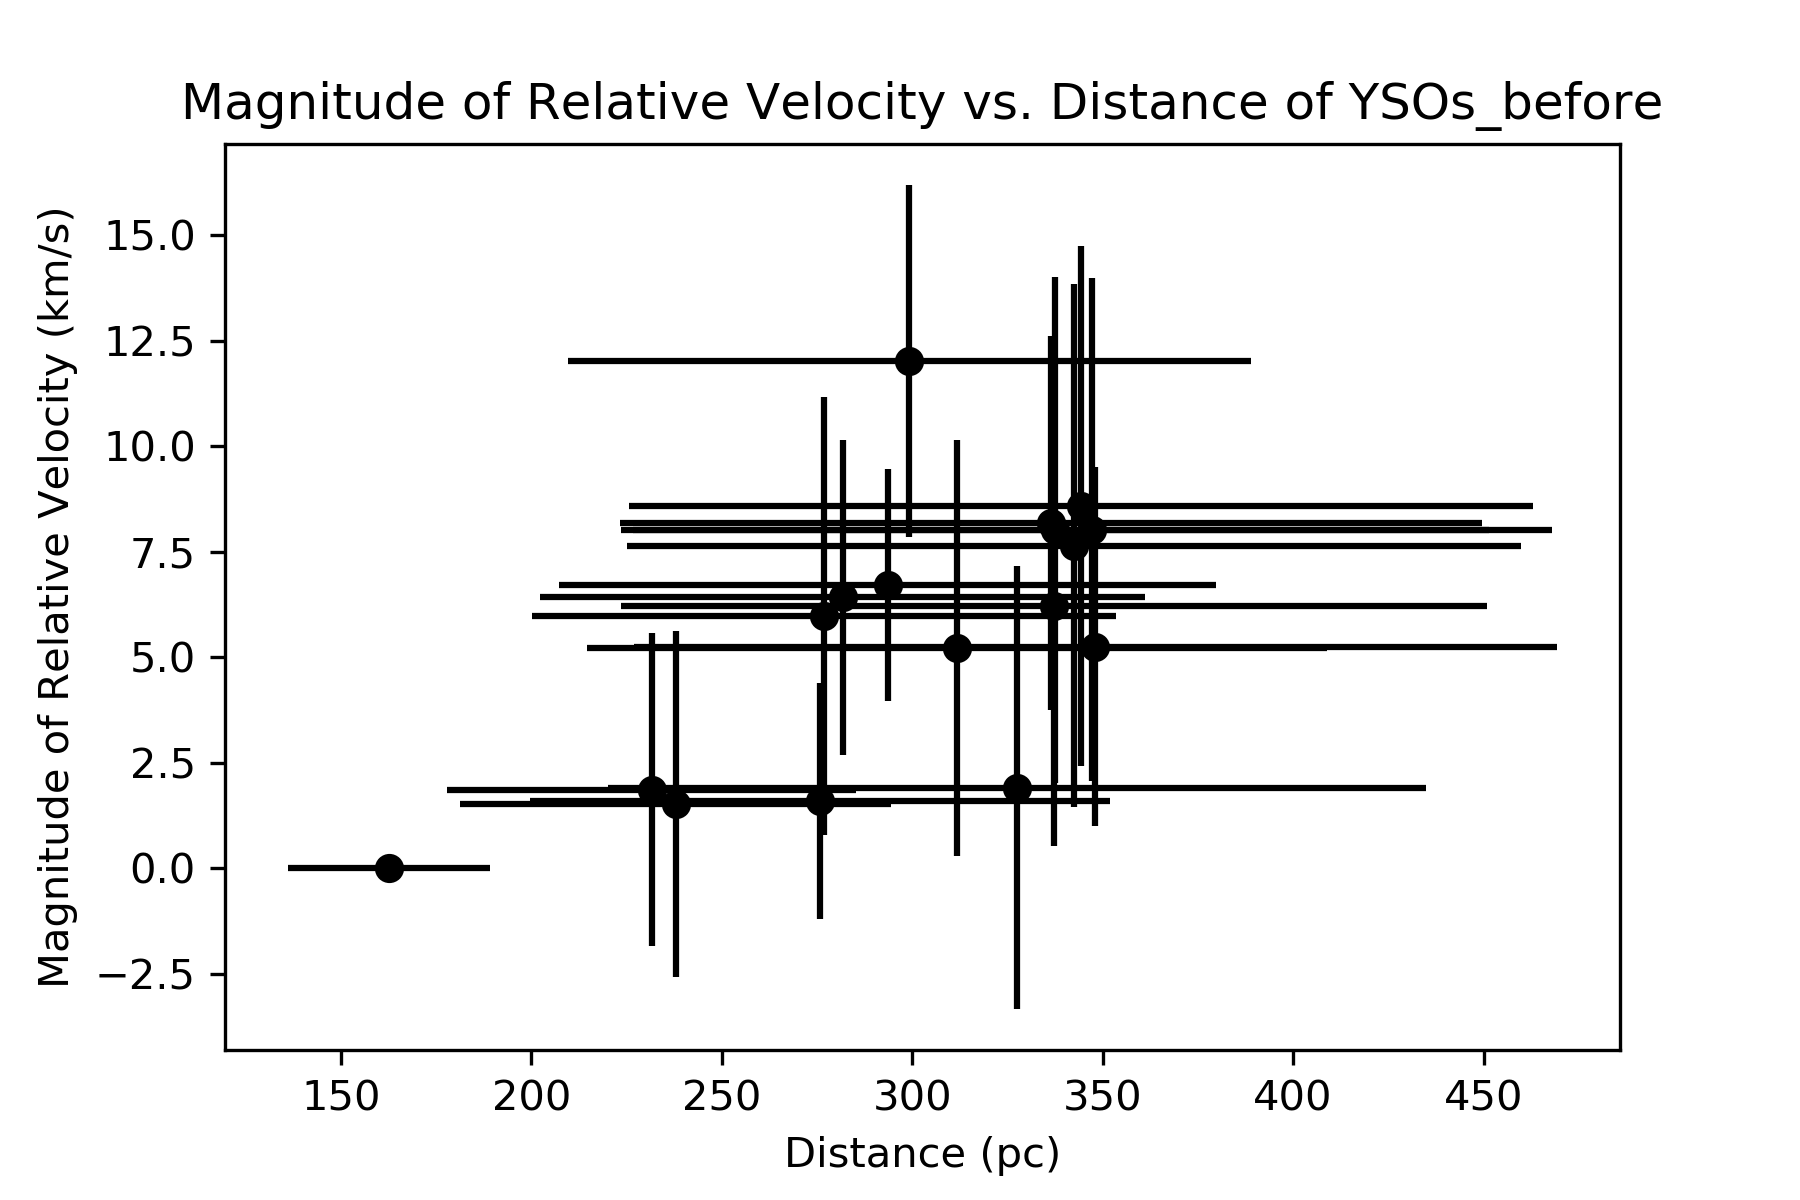 Magnitude of Relative Velocity vs. Distance of YSOs_before
Magnitude of Relative Velocity (km/s)
15.0
12.5
10.0
7.5
5.0
2.5
0.0
−2.5
150 200 250 300 350 400 450
Distance (pc)